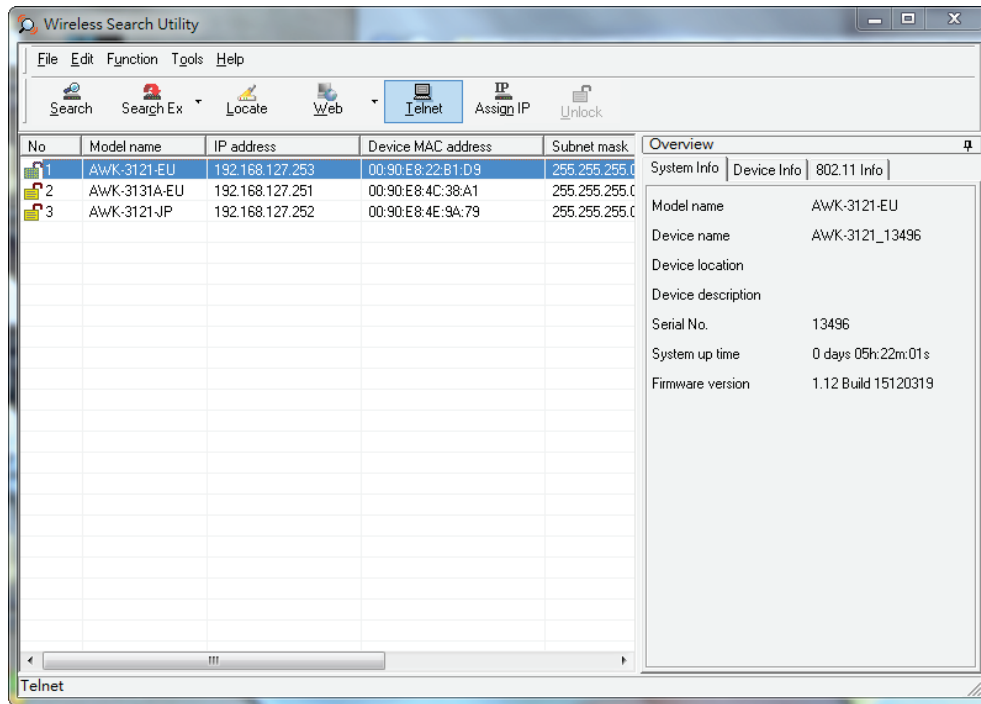 Wireless Search Utility
File Edit Function Tools Help
Search Search Ex Locate Web Telnet Assign IP Unlock
No Model name IP address Device MAC address Subnet mask
1 AWK-3121-EU 192.168.127.253 00:90:E8:22:B1:D9 255.255.255.0
2 AWK-3131A-EU 192.168.127.251 00:90:E8:4C:38:A1 255.255.255.0
3 AWK-3121-JP 192.168.127.252 00:90:E8:4E:9A:79 255.255.255.0
Overview
System Info Device Info 802.11 Info
Model name AWK-3121-EU
Device name AWK-3121_13496
Device location
Device description
Serial No. 13496
System up time 0 days 05h:22m:01s
Firmware version 1.12 Build 15120319
Telnet